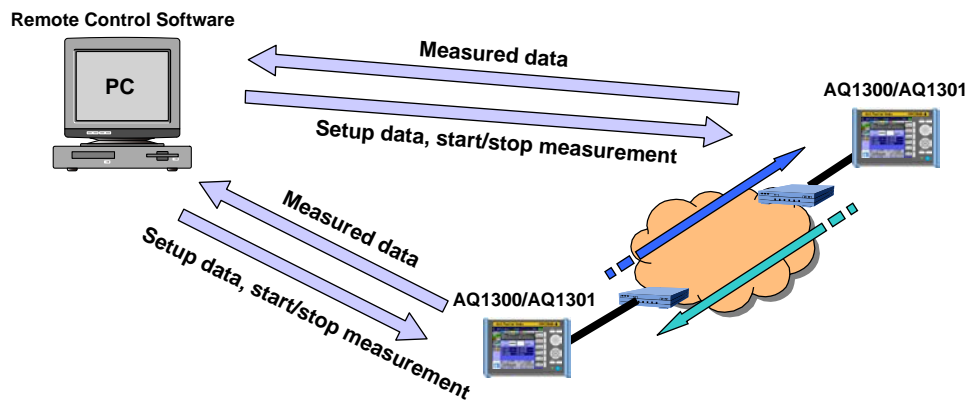 Remote Control Software
PC
Measured data
Setup data, start/stop measurement
AQ1300/AQ1301
Measured data
Setup data, start/stop measurement
AQ1300/AQ1301